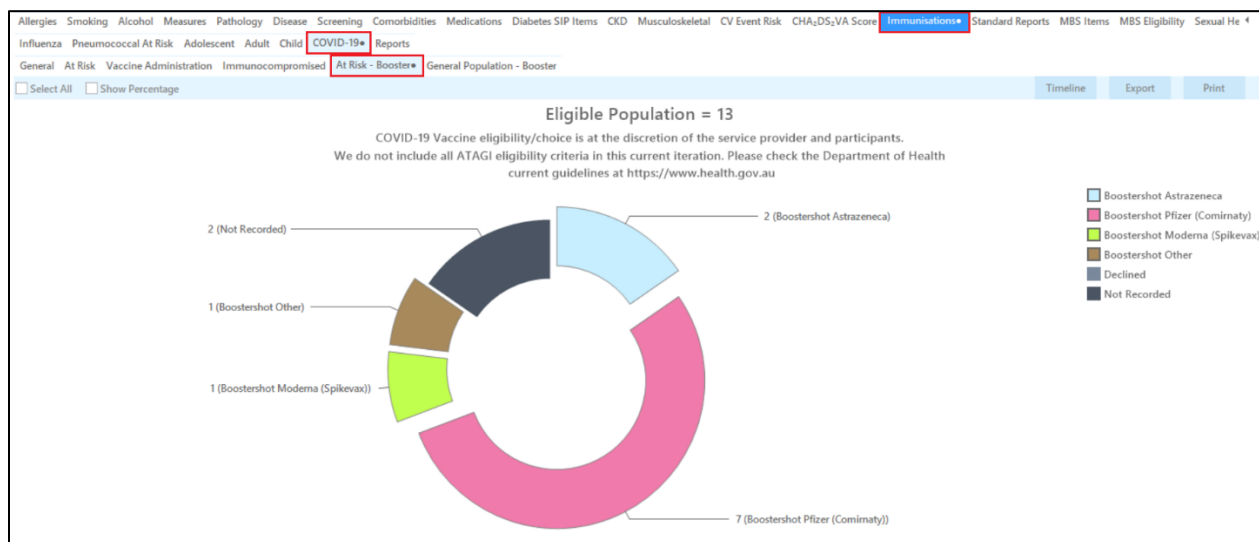 Allergies Smoking Alcohol Measures Pathology Disease Screening Comorbidities Medications Diabetes SIP Items CKD Musculoskeletal CV Event Risk CHA₂DS₂VA Score Immunisations• Standard Reports MBS Items MBS Eligibility Sexual He
Influenza Pneumococcal At Risk Adolescent Adult Child COVID-19• Reports
General At Risk Vaccine Administration Immunocompromised At Risk - Booster• General Population - Booster
Select All Show Percentage Timeline Export Print
Eligible Population = 13
COVID-19 Vaccine eligibility/choice is at the discretion of the service provider and participants.
We do not include all ATAGI eligibility criteria in this current iteration. Please check the Department of Health
current guidelines at https://www.health.gov.au
Boostershot Astrazeneca
Boostershot Pfizer (Comirnaty)
Boostershot Moderna (Spikevax)
Boostershot Other
Declined
Not Recorded
2 (Boostershot Astrazeneca)
2 (Not Recorded)
1 (Boostershot Other)
1 (Boostershot Moderna (Spikevax))
7 (Boostershot Pfizer (Comirnaty))